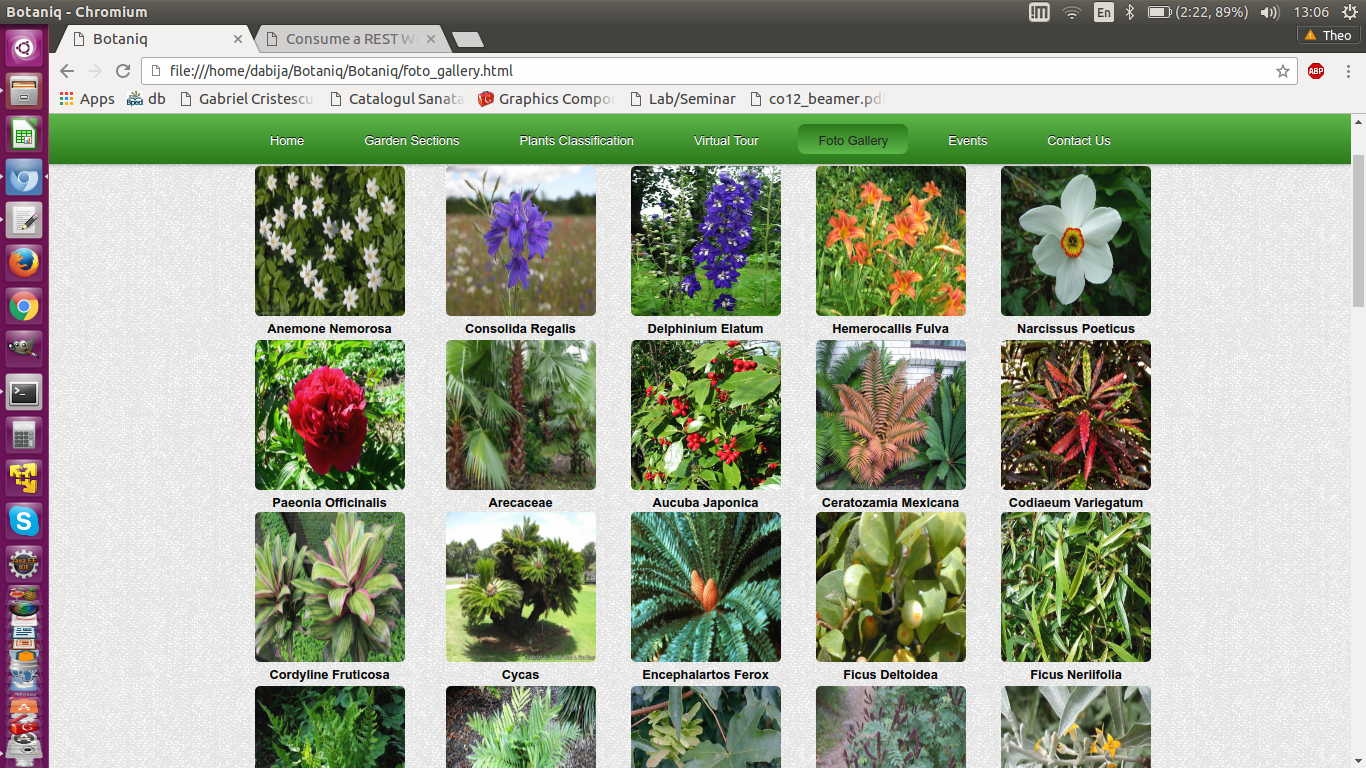 Botaniq - Chromium
En
(2:22, 89%)
13:06
Botaniq
Consume a REST W
Theo
file:///home/dabija/Botaniq/Botaniq/foto_gallery.html
ABP
Apps
db
Gabriel Cristescu
Catalogul Sanata
Graphics Compo
Lab/Seminar
co12_beamer.pd
Home
Garden Sections
Plants Classification
Virtual Tour
Foto Gallery
Events
Contact Us
Anemone Nemorosa
Consolida Regalis
Delphinium Elatum
Hemerocallis Fulva
Narcissus Poeticus
Paeonia Officinalis
Arecaceae
Aucuba Japonica
Ceratozamia Mexicana
Codiaeum Variegatum
Cordyline Fruticosa
Cycas
Encephalartos Ferox
Ficus Deltoidea
Ficus Neriifolia